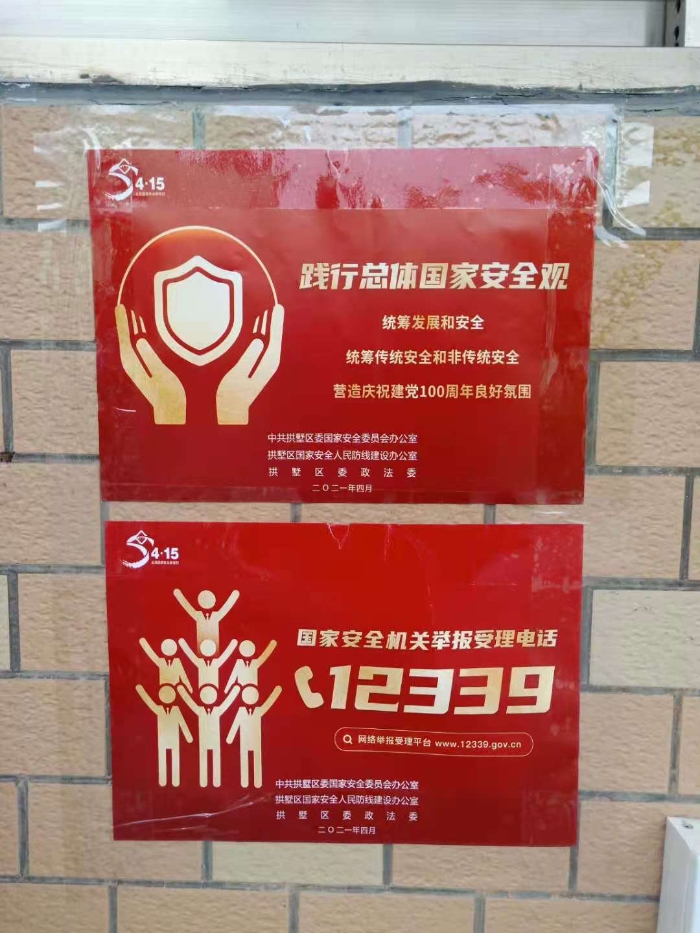 4·15
践行总体国家安全观
统筹发展和安全
统筹传统安全和非传统安全
营造庆祝建党100周年良好氛围
中共拱墅区委国家安全委员会办公室
拱墅区国家安全人民防线建设办公室
拱墅区委政法委
二〇二一年四月
4·15
国家安全机关举报受理电话
12339
网络举报受理平台 www.12339.gov.cn
中共拱墅区委国家安全委员会办公室
拱墅区国家安全人民防线建设办公室
拱墅区委政法委
二〇二一年四月